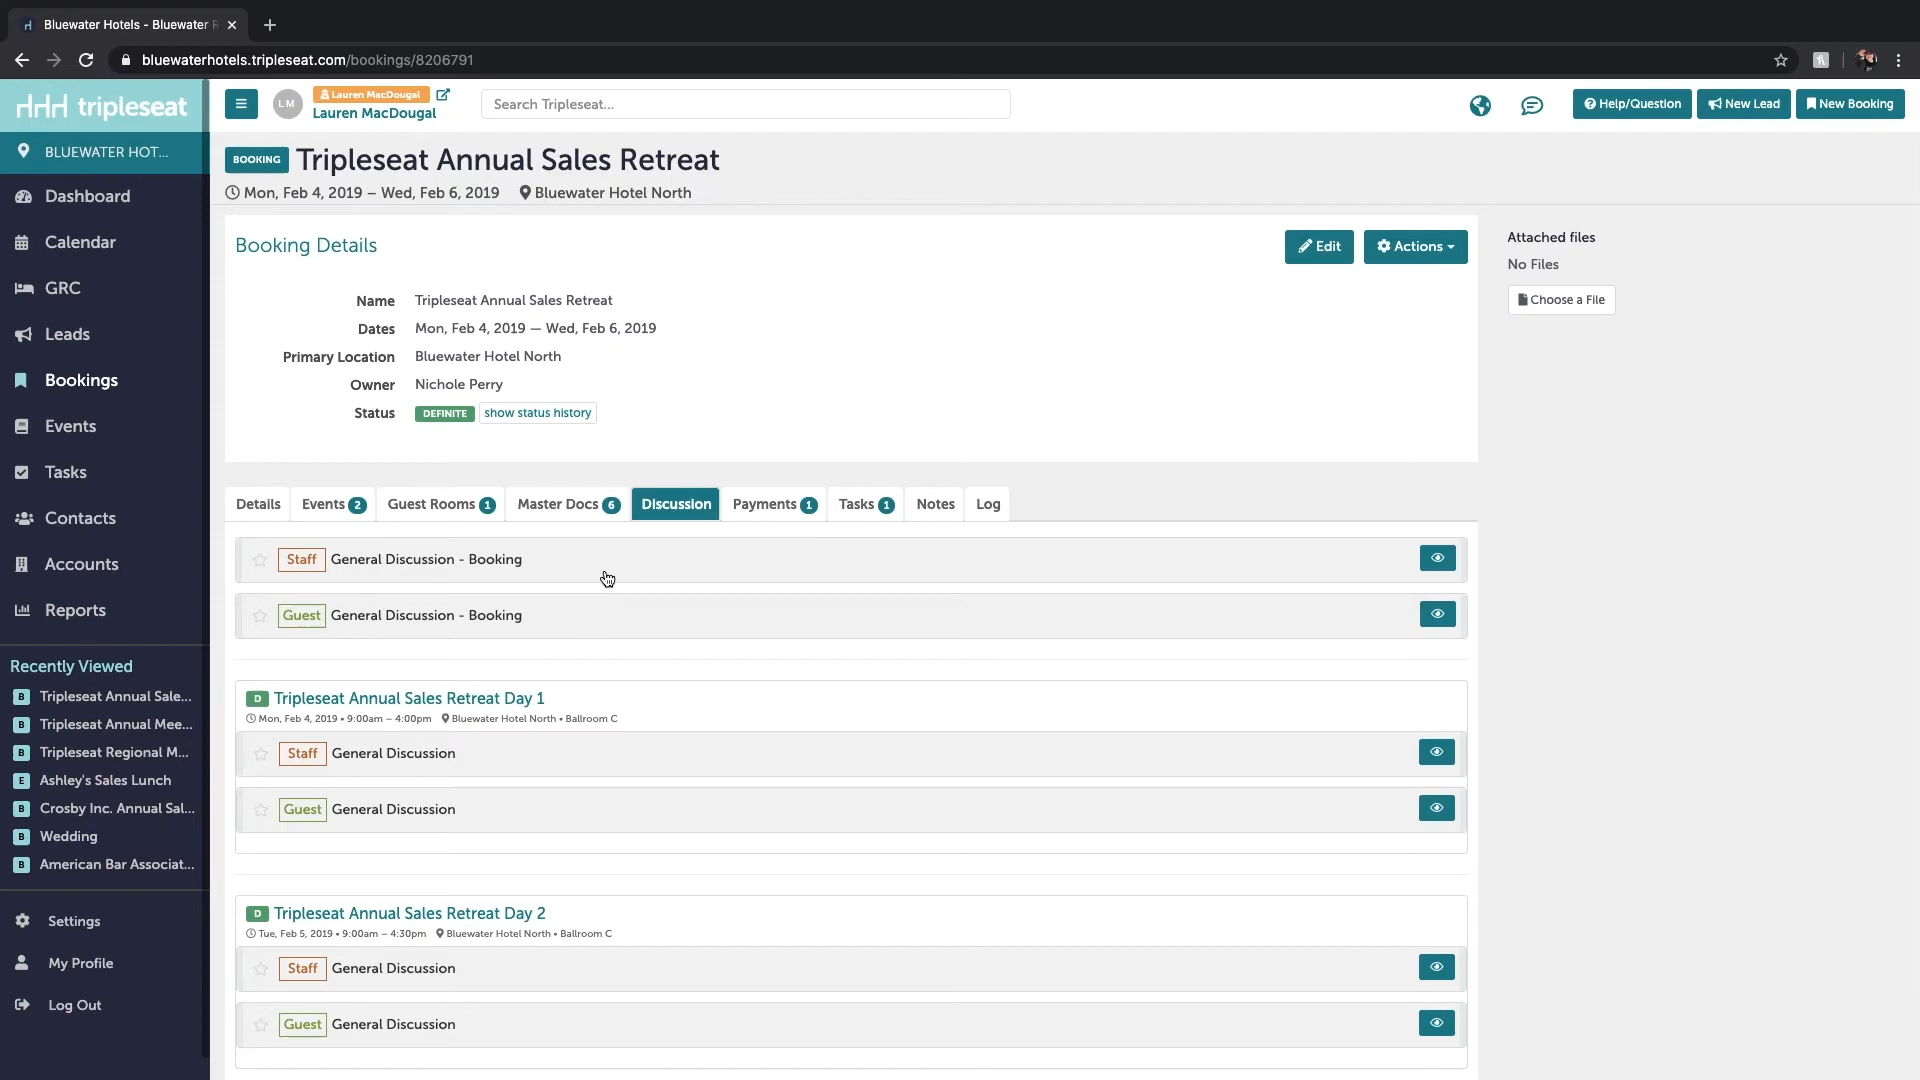 Bluewater Hotels - Bluewater R
bluewaterhotels.tripleseat.com/bookings/8206791
tripleseat
LM
Lauren MacDougal
Lauren MacDougal
Search Tripleseat...
Help/Question
New Lead
New Booking
BLUEWATER HOT...
Dashboard
Calendar
GRC
Leads
Bookings
Events
Tasks
Contacts
Accounts
Reports
Recently Viewed
B Tripleseat Annual Sale...
B Tripleseat Annual Mee...
B Tripleseat Regional M...
E Ashley's Sales Lunch
B Crosby Inc. Annual Sal...
B Wedding
B American Bar Associat...
Settings
My Profile
Log Out
BOOKING Tripleseat Annual Sales Retreat
Mon, Feb 4, 2019 – Wed, Feb 6, 2019 Bluewater Hotel North
Booking Details
Edit
Actions
Name Tripleseat Annual Sales Retreat
Dates Mon, Feb 4, 2019 — Wed, Feb 6, 2019
Primary Location Bluewater Hotel North
Owner Nichole Perry
Status DEFINITE show status history
Attached files
No Files
Choose a File
Details Events 2 Guest Rooms 1 Master Docs 6 Discussion Payments 1 Tasks 1 Notes Log
Staff General Discussion - Booking
Guest General Discussion - Booking
D Tripleseat Annual Sales Retreat Day 1
Mon, Feb 4, 2019 • 9:00am – 4:00pm Bluewater Hotel North • Ballroom C
Staff General Discussion
Guest General Discussion
D Tripleseat Annual Sales Retreat Day 2
Tue, Feb 5, 2019 • 9:00am – 4:30pm Bluewater Hotel North • Ballroom C
Staff General Discussion
Guest General Discussion